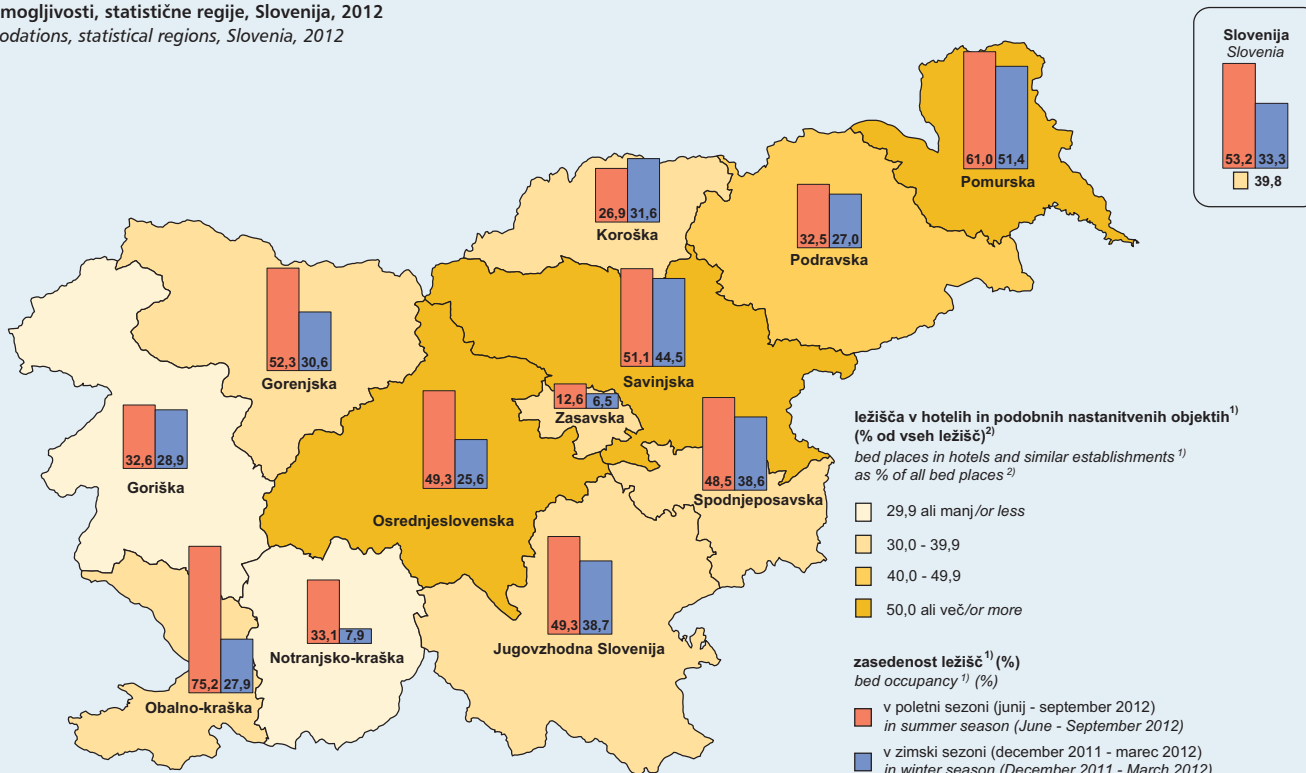 mogljivosti, statistične regije, Slovenija, 2012
odations, statistical regions, Slovenia, 2012
Slovenija
Slovenia
53,2 33,3
39,8
61,0 51,4
Pomurska
26,9 31,6
Koroška
32,5 27,0
Podravska
52,3 30,6
Gorenjska
51,1 44,5
Savinjska
12,6 6,5
Zasavska
32,6 28,9
Goriška
49,3 25,6
Osrednjeslovenska
48,5 38,6
Spodnjeposavska
33,1 7,9
Notranjsko-kraška
49,3 38,7
Jugovzhodna Slovenija
75,2 27,9
Obalno-kraška
ležišča v hotelih in podobnih nastanitvenih objektih 1)
(% od vseh ležišč) 2)
bed places in hotels and similar establishments 1)
as % of all bed places 2)
29,9 ali manj/or less
30,0 - 39,9
40,0 - 49,9
50,0 ali več/or more
zasedenost ležišč 1) (%)
bed occupancy 1) (%)
v poletni sezoni (junij - september 2012)
in summer season (June - September 2012)
v zimski sezoni (december 2011 - marec 2012)
in winter season (December 2011 - March 2012)